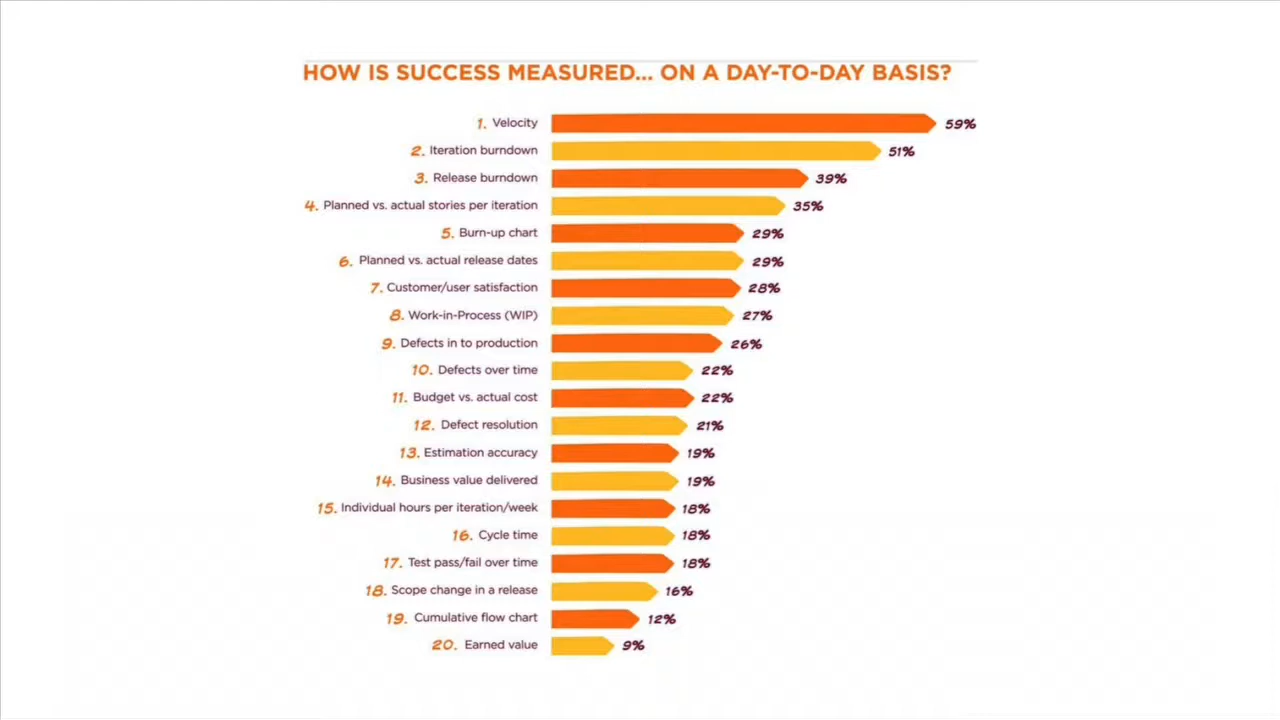 HOW IS SUCCESS MEASURED... ON A DAY-TO-DAY BASIS?
1. Velocity 59%
2. Iteration burndown 51%
3. Release burndown 39%
4. Planned vs. actual stories per iteration 35%
5. Burn-up chart 29%
6. Planned vs. actual release dates 29%
7. Customer/user satisfaction 28%
8. Work-in-Process (WIP) 27%
9. Defects in to production 26%
10. Defects over time 22%
11. Budget vs. actual cost 22%
12. Defect resolution 21%
13. Estimation accuracy 19%
14. Business value delivered 19%
15. Individual hours per iteration/week 18%
16. Cycle time 18%
17. Test pass/fail over time 18%
18. Scope change in a release 16%
19. Cumulative flow chart 12%
20. Earned value 9%